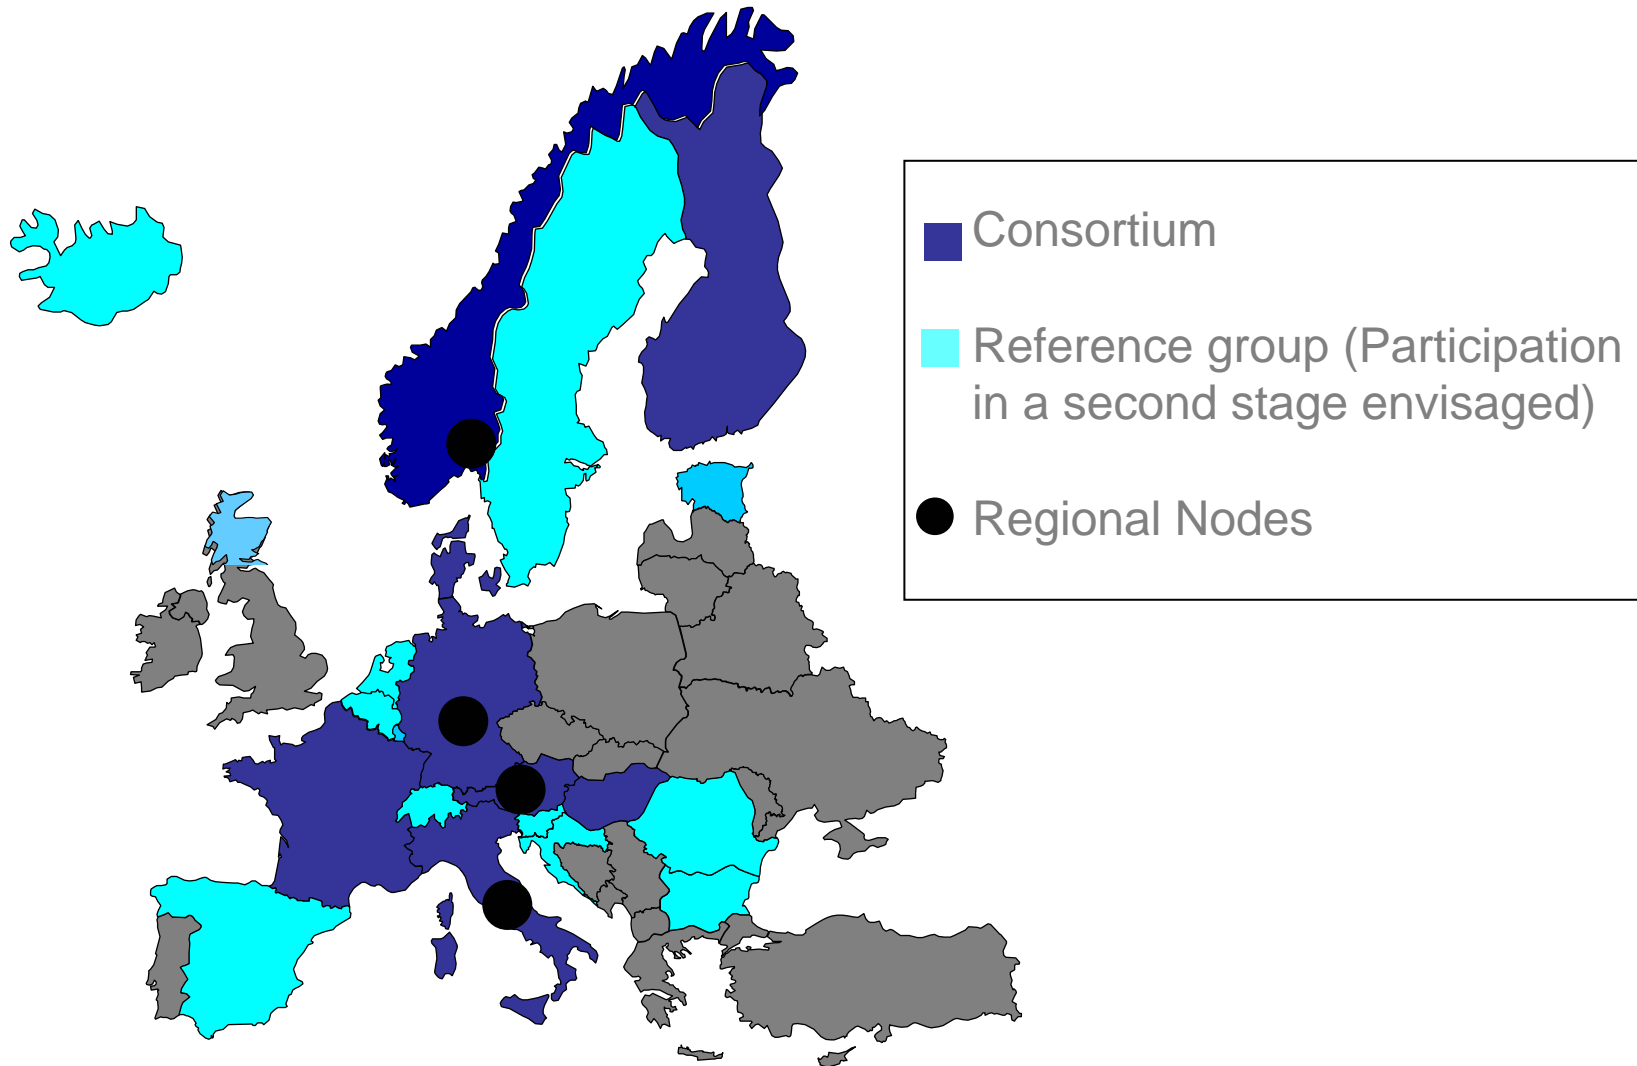 Consortium
Reference group (Participation
in a second stage envisaged)
Regional Nodes